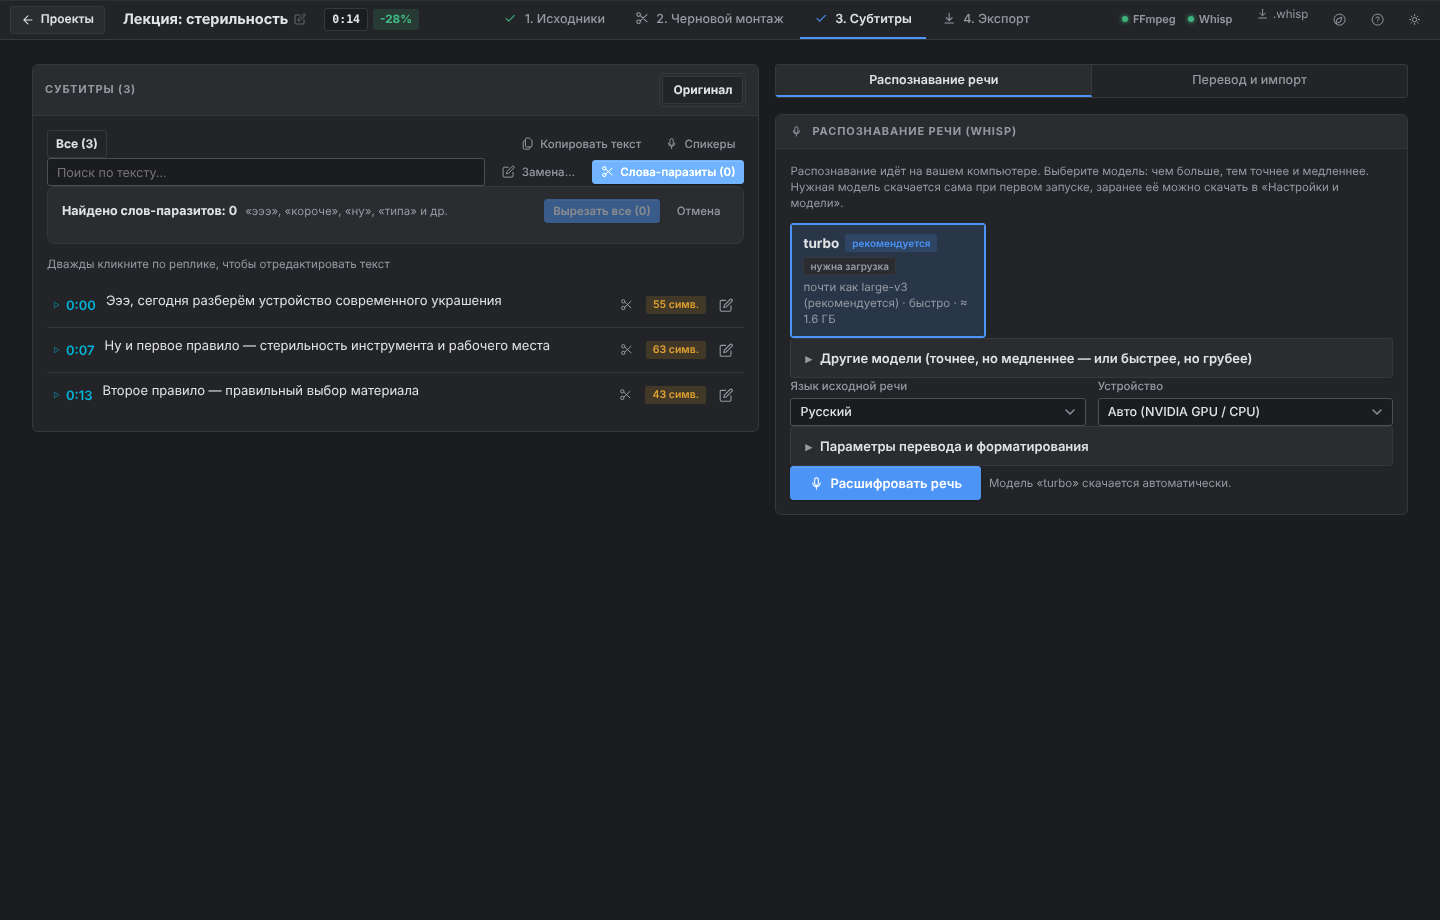 Проекты
Лекция: стерильность
0:14
-28%
1. Исходники
2. Черновой монтаж
3. Субтитры
4. Экспорт
FFmpeg
Whisp
.whisp
СУБТИТРЫ (3)
Оригинал
Все (3)
Копировать текст
Спикеры
Поиск по тексту...
Замена...
Слова-паразиты (0)
Найдено слов-паразитов: 0 «эээ», «короче», «ну», «типа» и др.
Вырезать все (0)
Отмена
Дважды кликните по реплике, чтобы отредактировать текст
0:00 Эээ, сегодня разберём устройство современного украшения 55 симв.
0:07 Ну и первое правило — стерильность инструмента и рабочего места 63 симв.
0:13 Второе правило — правильный выбор материала 43 симв.
Распознавание речи
Перевод и импорт
РАСПОЗНАВАНИЕ РЕЧИ (WHISP)
Распознавание идёт на вашем компьютере. Выберите модель: чем больше, тем точнее и медленнее.
Нужная модель скачается сама при первом запуске, заранее её можно скачать в «Настройки и
модели».
turbo рекомендуется
нужна загрузка
почти как large-v3
(рекомендуется) · быстро · ≈
1.6 ГБ
Другие модели (точнее, но медленнее — или быстрее, но грубее)
Язык исходной речи
Устройство
Русский
Авто (NVIDIA GPU / CPU)
Параметры перевода и форматирования
Расшифровать речь
Модель «turbo» скачается автоматически.